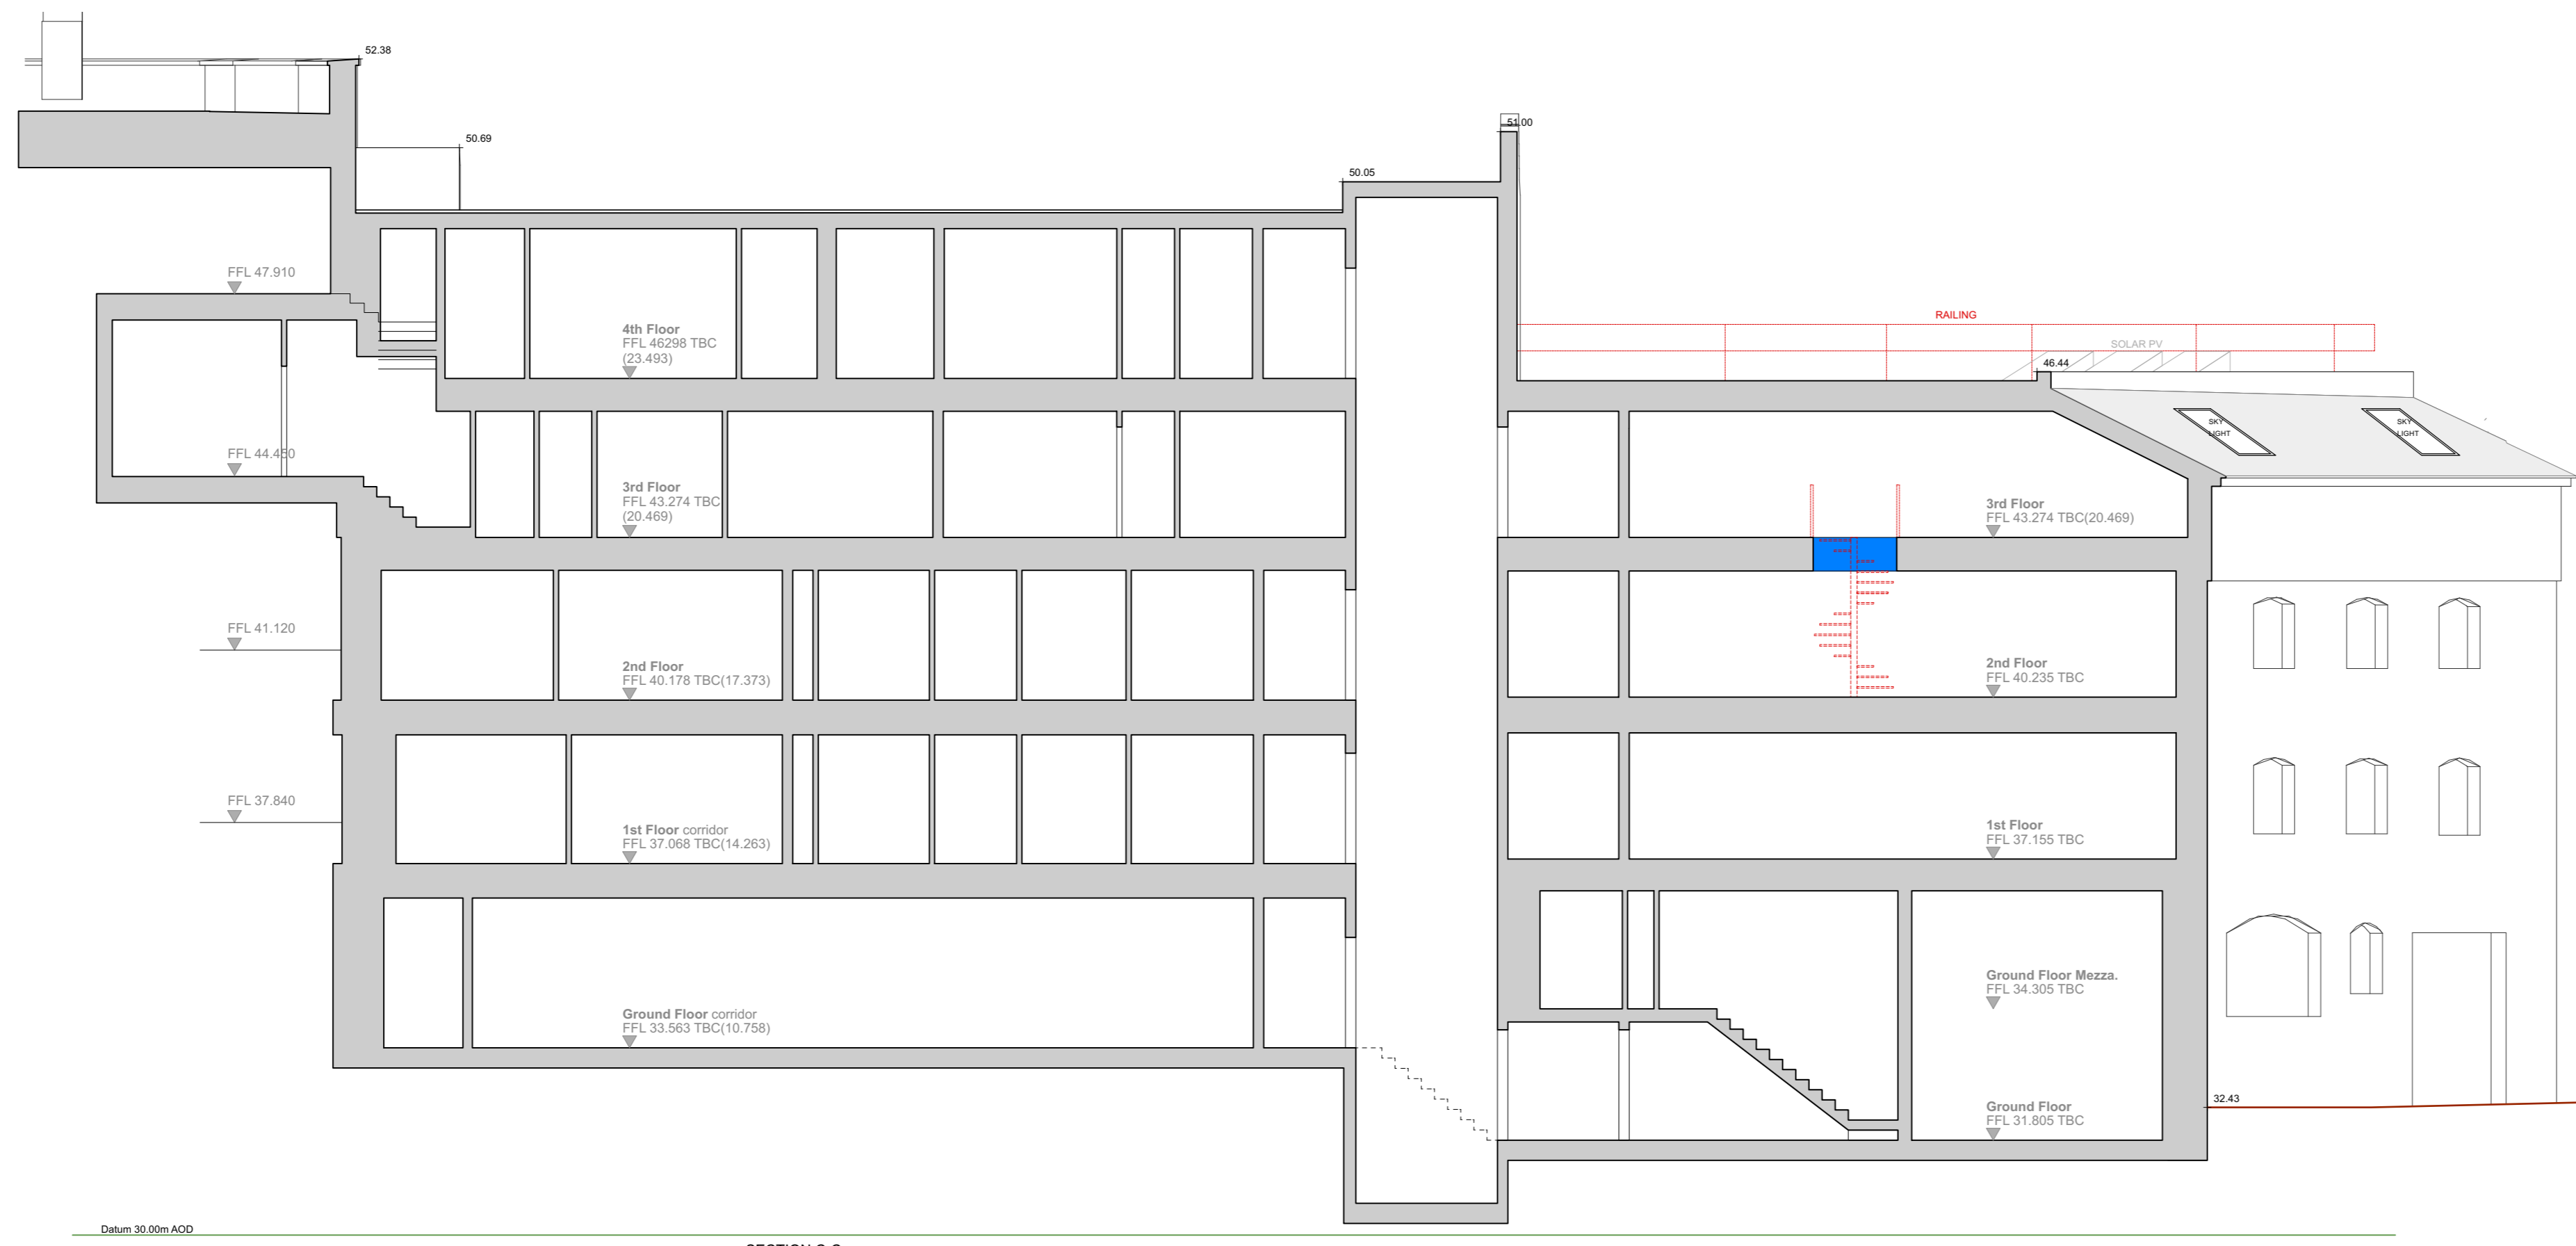 52.38
50.69
51.00
50.05
FFL 47.910
RAILING
4th Floor
FFL 46298 TBC
(23.493)
SOLAR PV
46.44
SKY
LIGHT
SKY
LIGHT
FFL 44.450
3rd Floor
FFL 43.274 TBC
(20.469)
3rd Floor
FFL 43.274 TBC(20.469)
FFL 41.120
2nd Floor
FFL 40.178 TBC(17.373)
2nd Floor
FFL 40.235 TBC
FFL 37.840
1st Floor corridor
FFL 37.068 TBC(14.263)
1st Floor
FFL 37.155 TBC
Ground Floor Mezza.
FFL 34.305 TBC
Ground Floor corridor
FFL 33.563 TBC(10.758)
Ground Floor
FFL 31.805 TBC
32.43
Datum 30.00m AOD